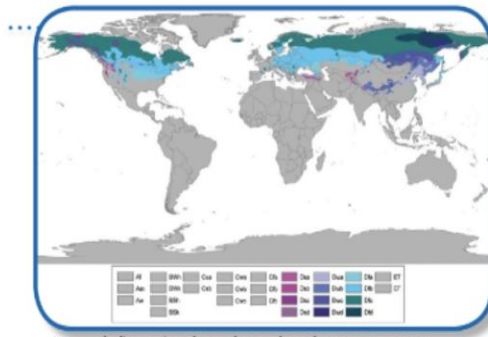 Af BWh Csa Cwa Cfa Dsa Dwa Dfa ET
Am BWk Csb Cwb Cfb Dsb Dwb Dfb EF
Aw BSh Cwc Cfc Dsc Dwc Dfc
BSk Dsd Dwd Dfd